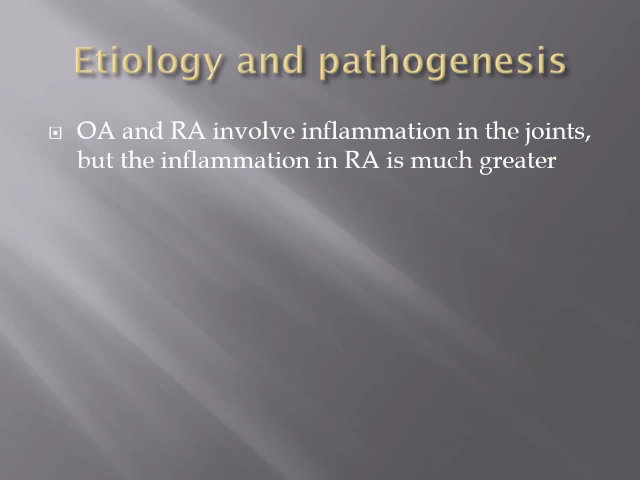 Etiology and pathogenesis
OA and RA involve inflammation in the joints,
but the inflammation in RA is much greater